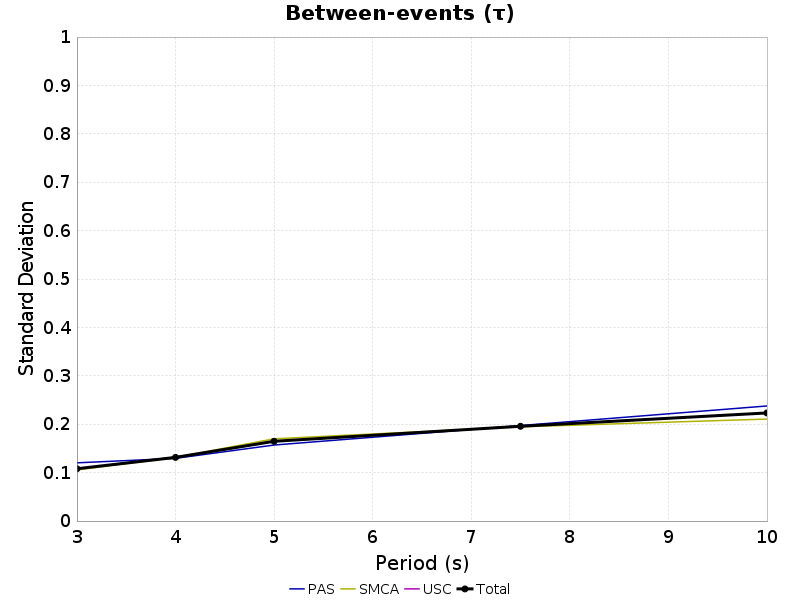 Between-events (τ)
1
0.9
0.8
0.7
0.6
0.5
0.4
0.3
0.2
0.1
0
Standard Deviation
3 4 5 6 7 8 9 10
Period (s)
PAS SMCA USC Total